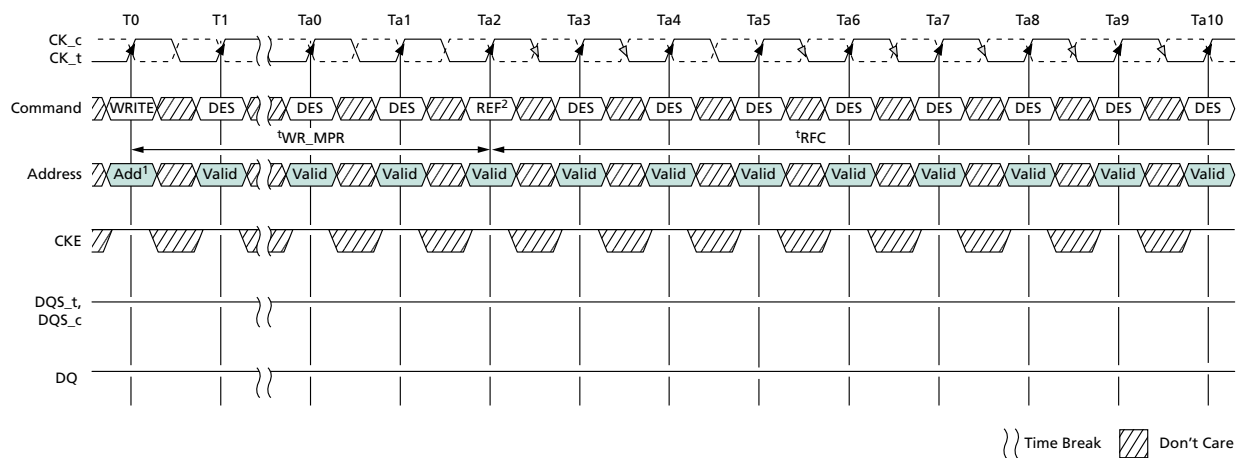 T0 T1 Ta0 Ta1 Ta2 Ta3 Ta4 Ta5 Ta6 Ta7 Ta8 Ta9 Ta10
CK_c
CK_t
Command WRITE DES DES DES REF² DES DES DES DES DES DES DES DES
ᵗWR_MPR ᵗRFC
Address Add¹ Valid Valid Valid Valid Valid Valid Valid Valid Valid Valid Valid Valid
CKE
DQS_t,
DQS_c
DQ
Time Break Don't Care